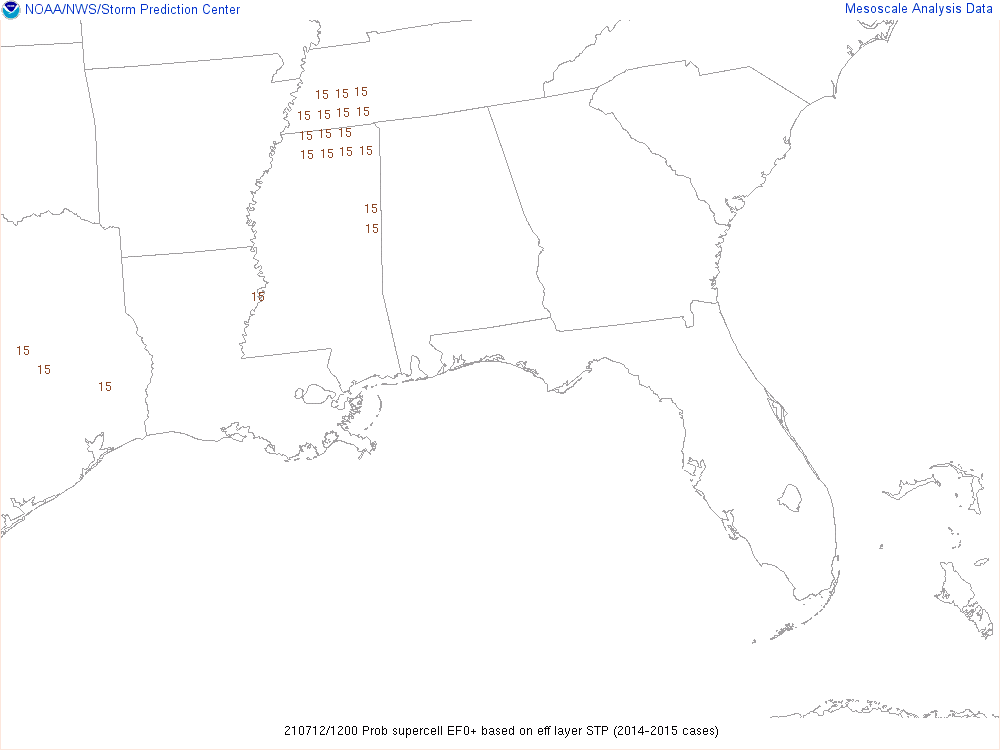 NOAA/NWS/Storm Prediction Center
Mesoscale Analysis Data
15 15 15
15 15 15 15
15 15 15
15 15 15 15
15
15
15
15
15
15
210712/1200 Prob supercell EF0+ based on eff layer STP (2014-2015 cases)